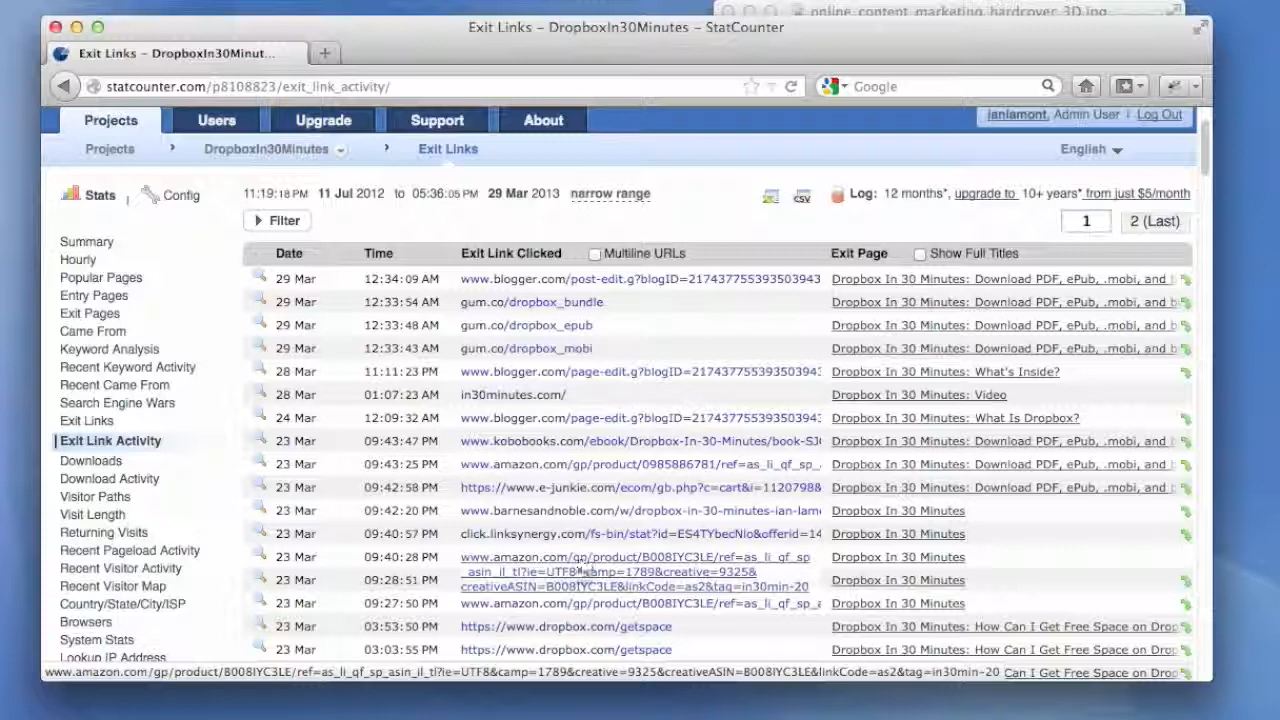 online_content_marketing_hardcover_3D.jpg
Exit Links – DropboxIn30Minutes – StatCounter
Exit Links – DropboxIn30Minut...
statcounter.com/p8108823/exit_link_activity/
Google
Projects Users Upgrade Support About
ianlamont, Admin User | Log Out
Projects DropboxIn30Minutes Exit Links English
Stats | Config 11:19:18 PM 11 Jul 2012 to 05:36:05 PM 29 Mar 2013 narrow range CSV Log: 12 months*, upgrade to 10+ years* from just $5/month
Filter 1 2 (Last)
Summary
Hourly
Popular Pages
Entry Pages
Exit Pages
Came From
Keyword Analysis
Recent Keyword Activity
Recent Came From
Search Engine Wars
Exit Links
Exit Link Activity
Downloads
Download Activity
Visitor Paths
Visit Length
Returning Visits
Recent Pageload Activity
Recent Visitor Activity
Recent Visitor Map
Country/State/City/ISP
Browsers
System Stats
Lookup IP Address
Date Time Exit Link Clicked Multiline URLs Exit Page Show Full Titles
29 Mar 12:34:09 AM www.blogger.com/post-edit.g?blogID=217437755393503943 Dropbox In 30 Minutes: Download PDF, ePub, .mobi, and
29 Mar 12:33:54 AM gum.co/dropbox_bundle Dropbox In 30 Minutes: Download PDF, ePub, .mobi, and b
29 Mar 12:33:48 AM gum.co/dropbox_epub Dropbox In 30 Minutes: Download PDF, ePub, .mobi, and b
29 Mar 12:33:43 AM gum.co/dropbox_mobi Dropbox In 30 Minutes: Download PDF, ePub, .mobi, and b
28 Mar 11:11:23 PM www.blogger.com/page-edit.g?blogID=217437755393503943 Dropbox In 30 Minutes: What's Inside?
28 Mar 01:07:23 AM in30minutes.com/ Dropbox In 30 Minutes: Video
24 Mar 12:09:32 AM www.blogger.com/page-edit.g?blogID=217437755393503943 Dropbox In 30 Minutes: What Is Dropbox?
23 Mar 09:43:47 PM www.kobobooks.com/ebook/Dropbox-In-30-Minutes/book-SJ Dropbox In 30 Minutes: Download PDF, ePub, .mobi, and b
23 Mar 09:43:25 PM www.amazon.com/gp/product/0985886781/ref=as_li_qf_sp_ Dropbox In 30 Minutes: Download PDF, ePub, .mobi, and b
23 Mar 09:42:58 PM https://www.e-junkie.com/ecom/gb.php?c=cart&i=1120798& Dropbox In 30 Minutes: Download PDF, ePub, .mobi, and b
23 Mar 09:42:20 PM www.barnesandnoble.com/w/dropbox-in-30-minutes-ian-lam Dropbox In 30 Minutes
23 Mar 09:40:57 PM click.linksynergy.com/fs-bin/stat?id=ES4TYbecNlo&offerid=14 Dropbox In 30 Minutes
23 Mar 09:40:28 PM www.amazon.com/gp/product/B008IYC3LE/ref=as_li_qf_sp Dropbox In 30 Minutes
_asin_il_tl?ie=UTF8&camp=1789&creative=9325&
23 Mar 09:28:51 PM creativeASIN=B008IYC3LE&linkCode=as2&tag=in30min-20 Dropbox In 30 Minutes
23 Mar 09:27:50 PM www.amazon.com/gp/product/B008IYC3LE/ref=as_li_qf_sp_ Dropbox In 30 Minutes
23 Mar 03:53:50 PM https://www.dropbox.com/getspace Dropbox In 30 Minutes: How Can I Get Free Space on Drop
23 Mar 03:03:55 PM https://www.dropbox.com/getspace Dropbox In 30 Minutes: How Can I Get Free Space on Drop
www.amazon.com/gp/product/B008IYC3LE/ref=as_li_qf_sp_asin_il_tl?ie=UTF8&camp=1789&creative=9325&creativeASIN=B008IYC3LE&linkCode=as2&tag=in30min-20 Can I Get Free Space on Drop